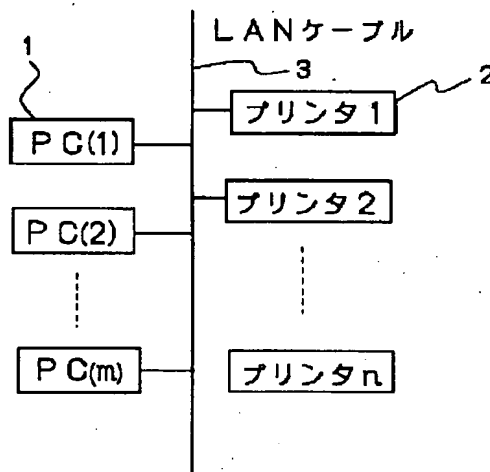 1
LANケーブル
3
2
プリンタ1
PC(1)
プリンタ2
PC(2)
PC(m)
プリンタn